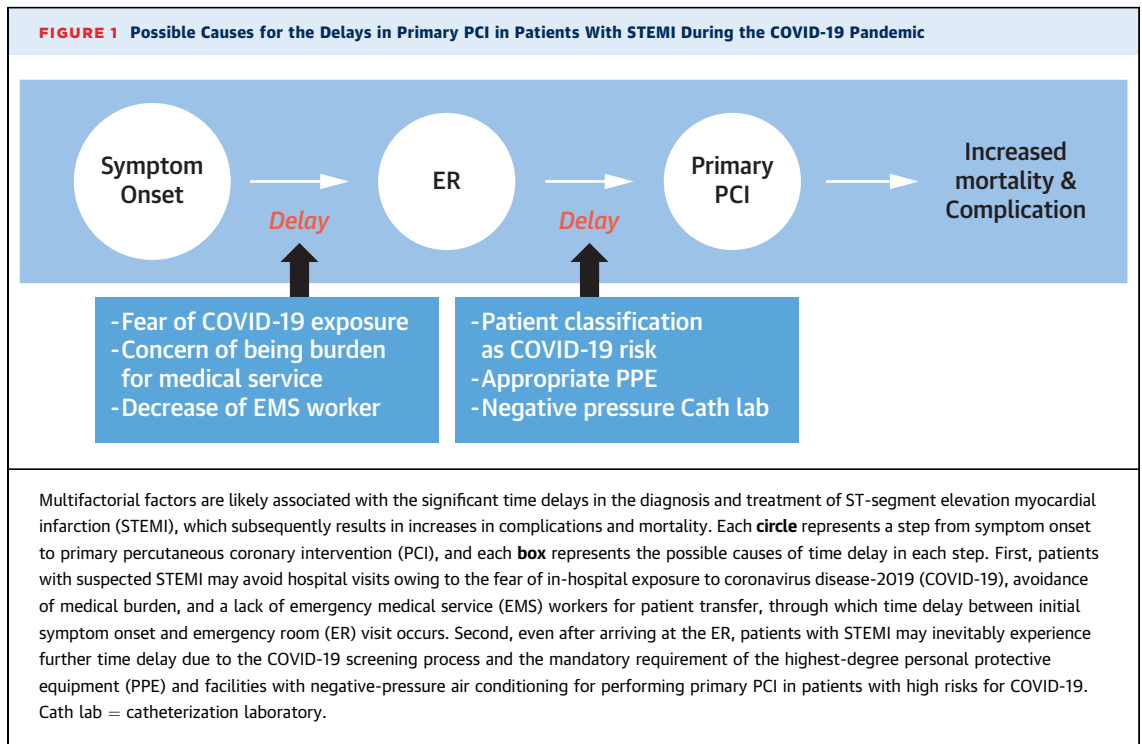 FIGURE 1 Possible Causes for the Delays in Primary PCI in Patients With STEMI During the COVID-19 Pandemic
Symptom
Onset
Delay
ER
Delay
Primary
PCI
Increased
mortality &
Complication
-Fear of COVID-19 exposure
-Concern of being burden
for medical service
-Decrease of EMS worker
-Patient classification
as COVID-19 risk
-Appropriate PPE
-Negative pressure Cath lab
Multifactorial factors are likely associated with the significant time delays in the diagnosis and treatment of ST-segment elevation myocardial
infarction (STEMI), which subsequently results in increases in complications and mortality. Each circle represents a step from symptom onset
to primary percutaneous coronary intervention (PCI), and each box represents the possible causes of time delay in each step. First, patients
with suspected STEMI may avoid hospital visits owing to the fear of in-hospital exposure to coronavirus disease-2019 (COVID-19), avoidance
of medical burden, and a lack of emergency medical service (EMS) workers for patient transfer, through which time delay between initial
symptom onset and emergency room (ER) visit occurs. Second, even after arriving at the ER, patients with STEMI may inevitably experience
further time delay due to the COVID-19 screening process and the mandatory requirement of the highest-degree personal protective
equipment (PPE) and facilities with negative-pressure air conditioning for performing primary PCI in patients with high risks for COVID-19.
Cath lab = catheterization laboratory.